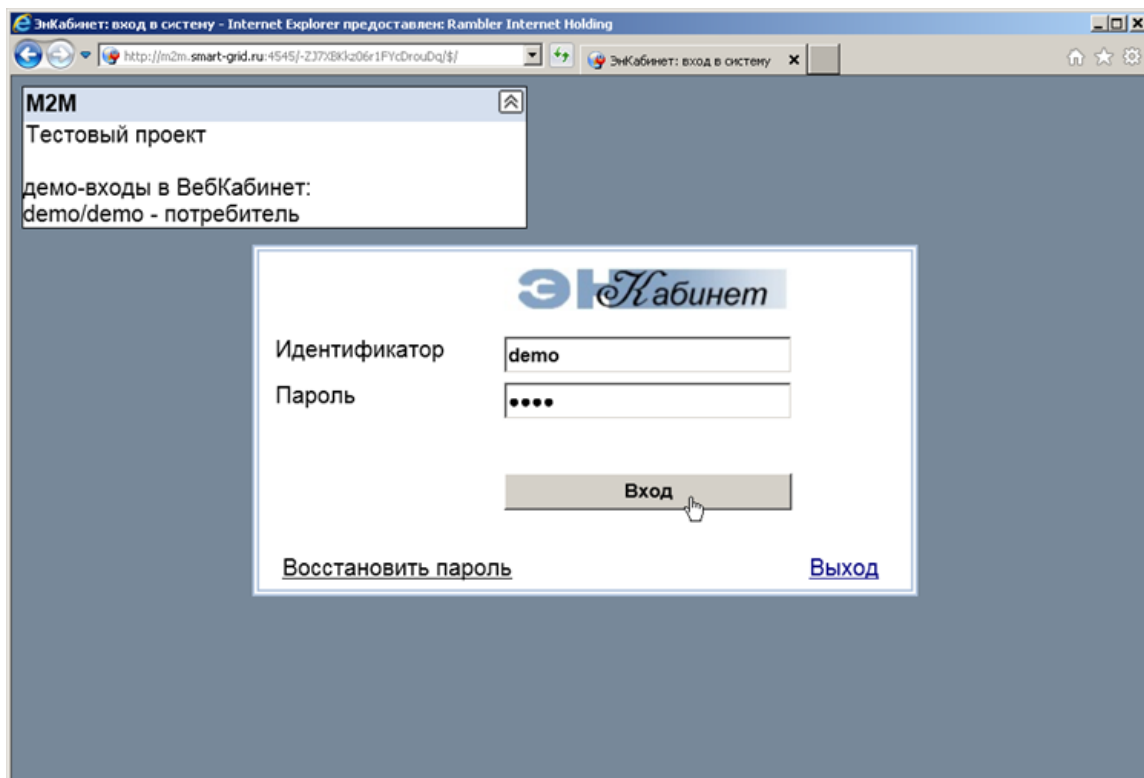 ЭнКабинет: вход в систему - Internet Explorer предоставлен: Rambler Internet Holding
http://m2m.smart-grid.ru:4545/-ZJ7XBKkz06r1FYcDrouDq/$/
ЭнКабинет: вход в систему
M2M
Тестовый проект
демо-входы в ВебКабинет:
demo/demo - потребитель
ЭН Кабинет
Идентификатор
demo
Пароль
••••
Вход
Восстановить пароль
Выход